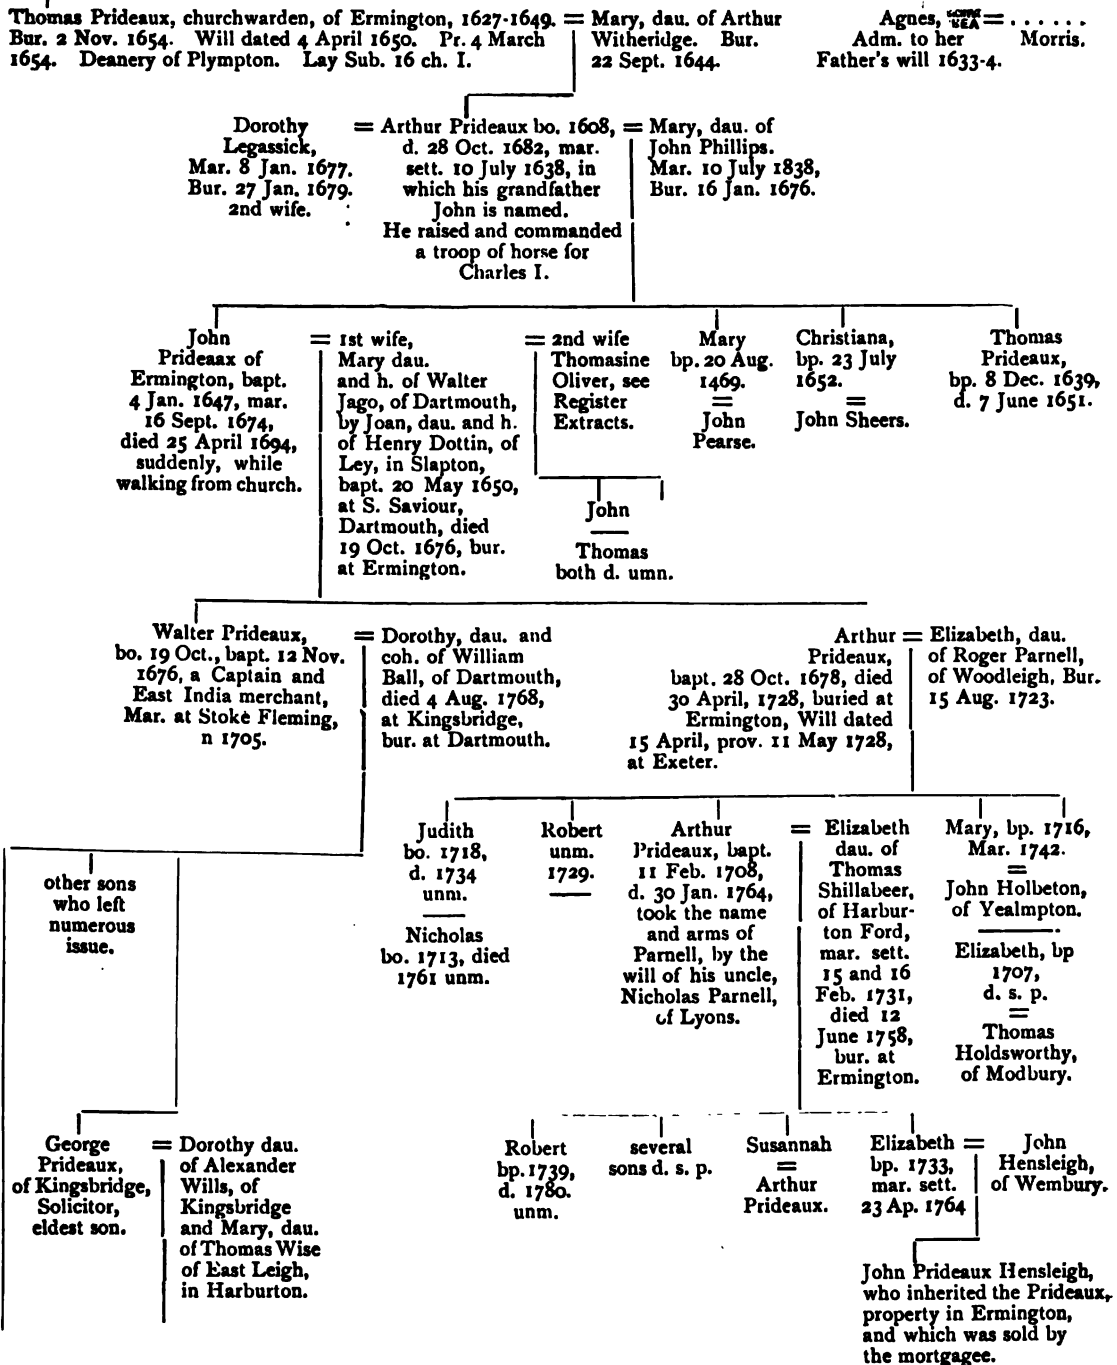 Thomas Prideaux, churchwarden, of Ermington, 1627-1649. = Mary, dau. of Arthur
Bur. 2 Nov. 1654. Will dated 4 April 1650. Pr. 4 March
1654. Deanery of Plympton. Lay Sub. 16 ch. I.
Witheridge. Bur.
22 Sept. 1644.
Agnes, = . . . . . .
Adm. to her
Father's will 1633-4.
Morris.
Dorothy
Legassick,
Mar. 8 Jan. 1677.
Bur. 27 Jan. 1679.
2nd wife.
= Arthur Prideaux bo. 1608, =
d. 28 Oct. 1682, mar.
sett. 10 July 1638, in
which his grandfather
John is named.
He raised and commanded
a troop of horse for
Charles I.
Mary, dau. of
John Phillips.
Mar. 10 July 1838,
Bur. 16 Jan. 1676.
John
Prideaax of
Ermington, bapt.
4 Jan. 1647, mar.
16 Sept. 1674,
died 25 April 1694,
suddenly, while
walking from church.
= 1st wife,
Mary dau.
and h. of Walter
Jago, of Dartmouth,
by Joan, dau. and h.
of Henry Dottin, of
Ley, in Slapton,
bapt. 20 May 1650,
at S. Saviour,
Dartmouth, died
19 Oct. 1676, bur.
at Ermington.
= 2nd wife
Thomasine
Oliver, see
Register
Extracts.
Mary
bp. 20 Aug.
1469.
=
John
Pearse.
Christiana,
bp. 23 July
1652.
=
John Sheers.
Thomas
Prideaux,
bp. 8 Dec. 1639,
d. 7 June 1651.
John
Thomas
both d. umn.
Walter Prideaux,
bo. 19 Oct., bapt. 12 Nov.
1676, a Captain and
East India merchant,
Mar. at Stoke Fleming,
n 1705.
= Dorothy, dau. and
coh. of William
Ball, of Dartmouth,
died 4 Aug. 1768,
at Kingsbridge,
bur. at Dartmouth.
Arthur =
Prideaux,
bapt. 28 Oct. 1678, died
30 April, 1728, buried at
Ermington, Will dated
15 April, prov. 11 May 1728,
at Exeter.
Elizabeth, dau.
of Roger Parnell,
of Woodleigh, Bur.
15 Aug. 1723.
other sons
who left
numerous
issue.
Judith
bo. 1718,
d. 1734
unm.
Nicholas
bo. 1713, died
1761 unm.
Robert
unm.
1729.
Arthur
Prideaux, bapt.
11 Feb. 1708,
d. 30 Jan. 1764,
took the name
and arms of
Parnell, by the
will of his uncle,
Nicholas Parnell,
of Lyons.
= Elizabeth
dau. of
Thomas
Shillabeer,
of Harbur-
ton Ford,
mar. sett.
15 and 16
Feb. 1731,
died 12
June 1758,
bur. at
Ermington.
Mary, bp. 1716,
Mar. 1742.
=
John Holbeton,
of Yealmpton.
Elizabeth, bp
1707,
d. s. p.
=
Thomas
Holdsworthy,
of Modbury.
George
Prideaux,
of Kingsbridge,
Solicitor,
eldest son.
= Dorothy dau.
of Alexander
Wills, of
Kingsbridge
and Mary, dau.
of Thomas Wise
of East Leigh,
in Harburton.
Robert
bp. 1739,
d. 1780.
unm.
several
sons d. s. p.
Susannah
=
Arthur
Prideaux.
Elizabeth =
bp. 1733,
mar. sett.
23 Ap. 1764
John
Hensleigh,
of Wembury.
John Prideaux Hensleigh,
who inherited the Prideaux,
property in Ermington,
and which was sold by
the mortgagee.